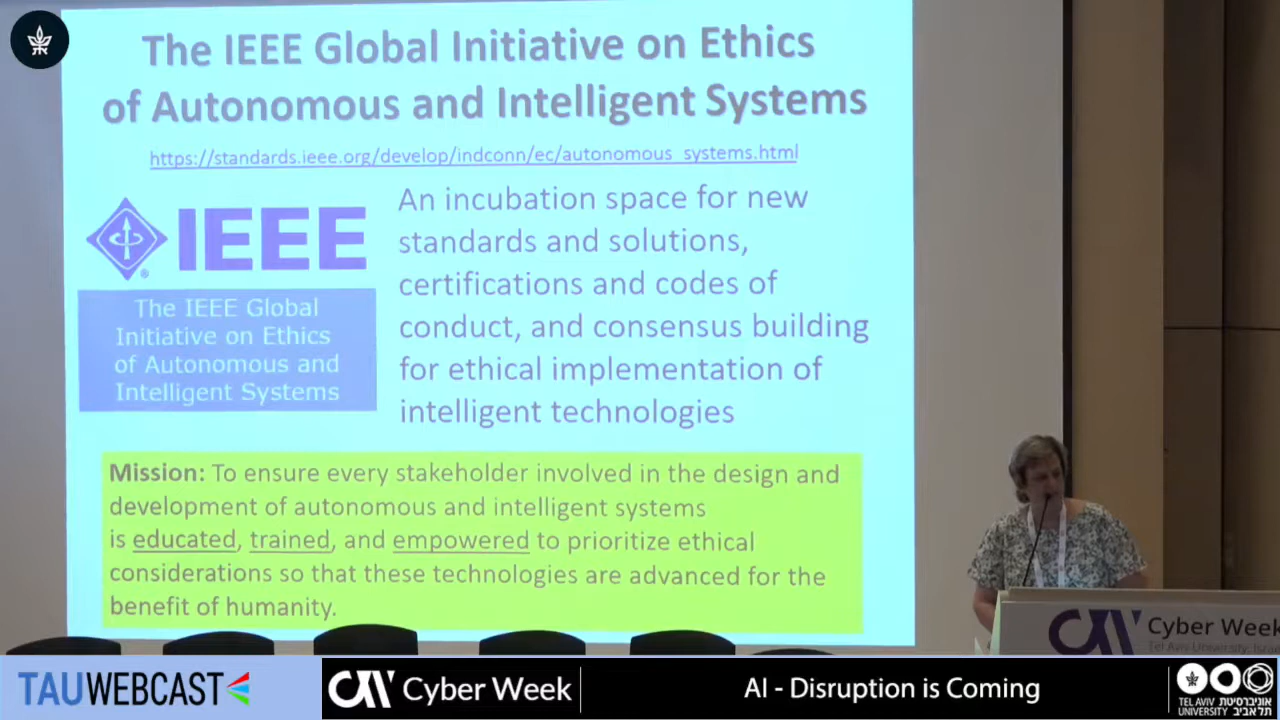 The IEEE Global Initiative on Ethics
of Autonomous and Intelligent Systems
https://standards.ieee.org/develop/indconn/ec/autonomous_systems.html
IEEE
®
The IEEE Global
Initiative on Ethics
of Autonomous and
Intelligent Systems
An incubation space for new
standards and solutions,
certifications and codes of
conduct, and consensus building
for ethical implementation of
intelligent technologies
Mission: To ensure every stakeholder involved in the design and
development of autonomous and intelligent systems
is educated, trained, and empowered to prioritize ethical
considerations so that these technologies are advanced for the
benefit of humanity.
Cyber Week
Tel Aviv University, Israel
TAUWEBCAST
Cyber Week
AI - Disruption is Coming
TEL AVIV אוניברסיטת
UNIVERSITY תל אביב